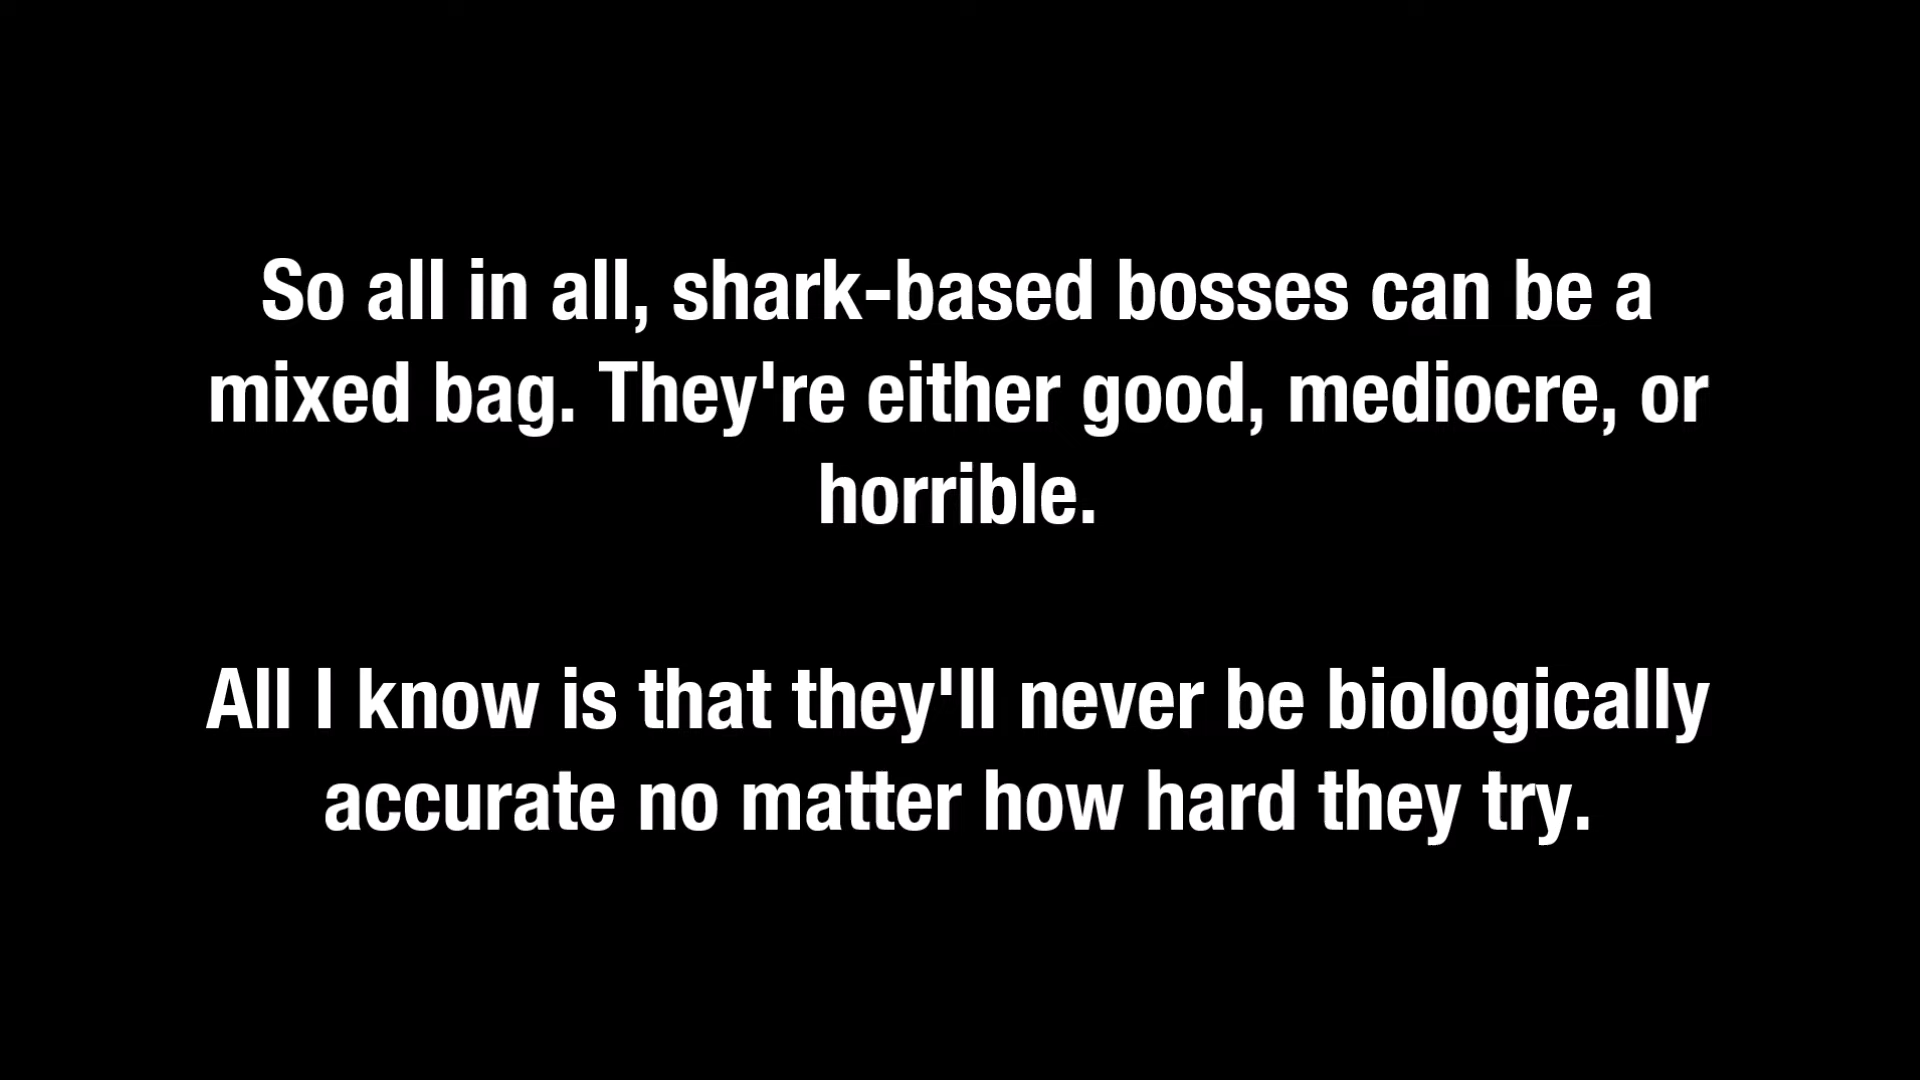 So all in all, shark-based bosses can be a
mixed bag. They're either good, mediocre, or
horrible.
All I know is that they'll never be biologically
accurate no matter how hard they try.